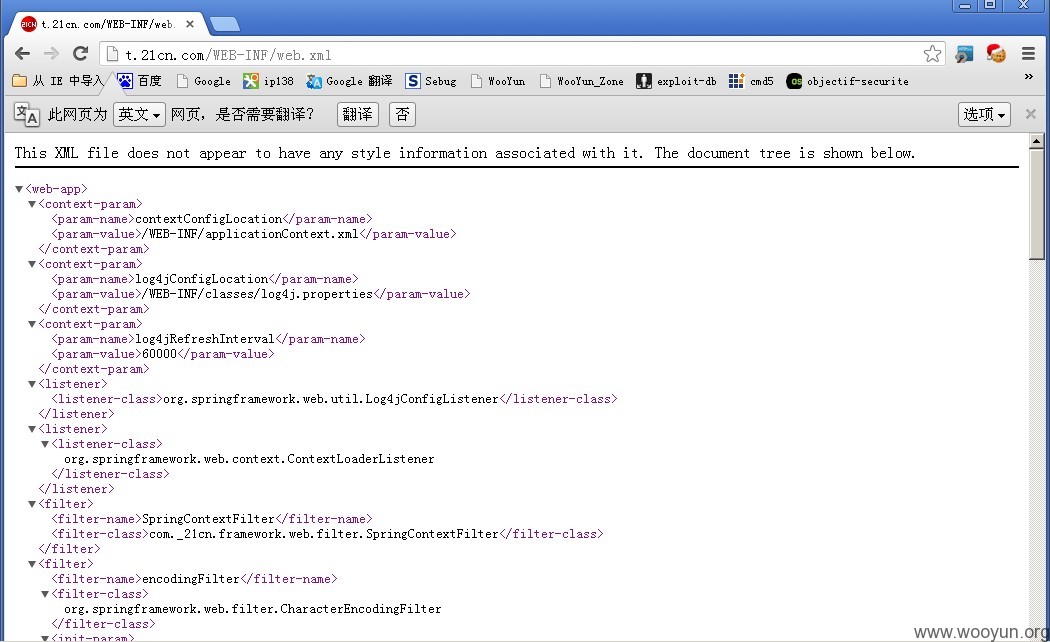 t.21cn.com/WEB-INF/web.
t.21cn.com/WEB-INF/web.xml
从 IE 中导入 百度 Google ip138 Google 翻译 Sebug WooYun WooYun_Zone exploit-db cmd5 objectif-securite »
此网页为 英文 网页，是否需要翻译？ 翻译 否 选项
This XML file does not appear to have any style information associated with it. The document tree is shown below.
<web-app>
<context-param>
<param-name>contextConfigLocation</param-name>
<param-value>/WEB-INF/applicationContext.xml</param-value>
</context-param>
<context-param>
<param-name>log4jConfigLocation</param-name>
<param-value>/WEB-INF/classes/log4j.properties</param-value>
</context-param>
<context-param>
<param-name>log4jRefreshInterval</param-name>
<param-value>60000</param-value>
</context-param>
<listener>
<listener-class>org.springframework.web.util.Log4jConfigListener</listener-class>
</listener>
<listener>
<listener-class>
org.springframework.web.context.ContextLoaderListener
</listener-class>
</listener>
<filter>
<filter-name>SpringContextFilter</filter-name>
<filter-class>com._21cn.framework.web.filter.SpringContextFilter</filter-class>
</filter>
<filter>
<filter-name>encodingFilter</filter-name>
<filter-class>
org.springframework.web.filter.CharacterEncodingFilter
</filter-class>
<init-param>
www.wooyun.org